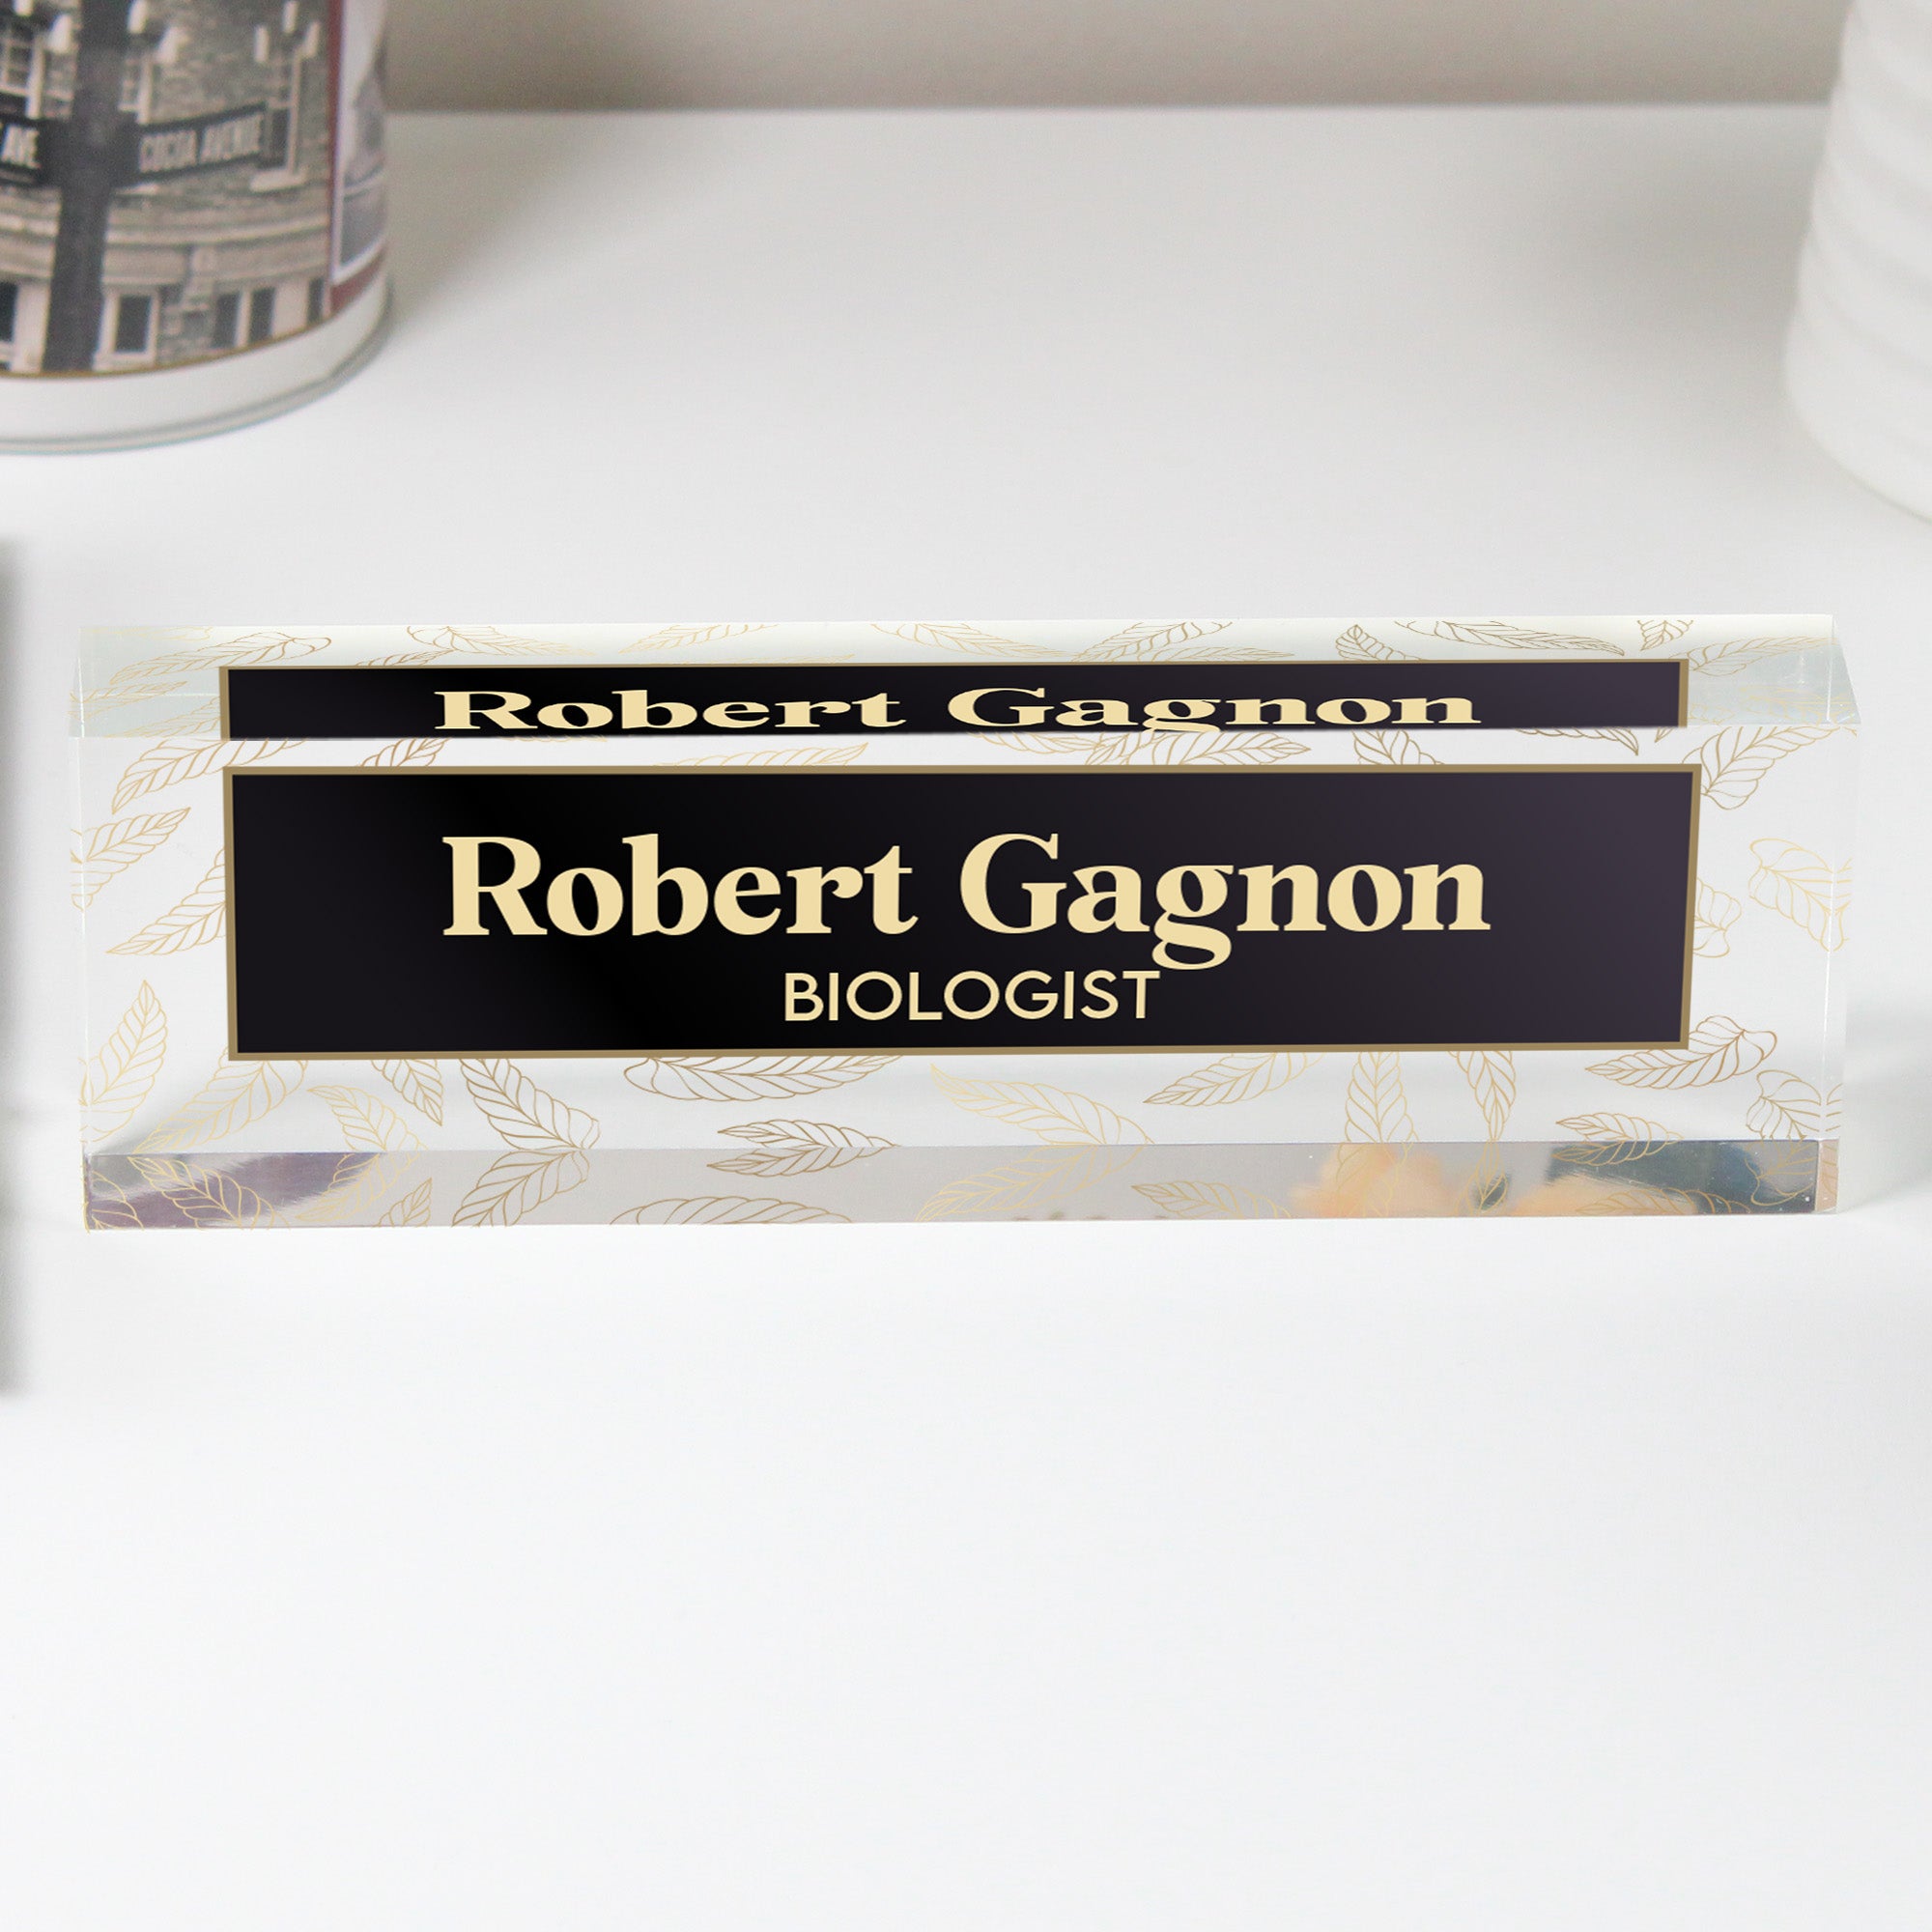 AVE.
COCOA AVENUE
Robert Gagnon
Robert Gagnon
BIOLOGIST